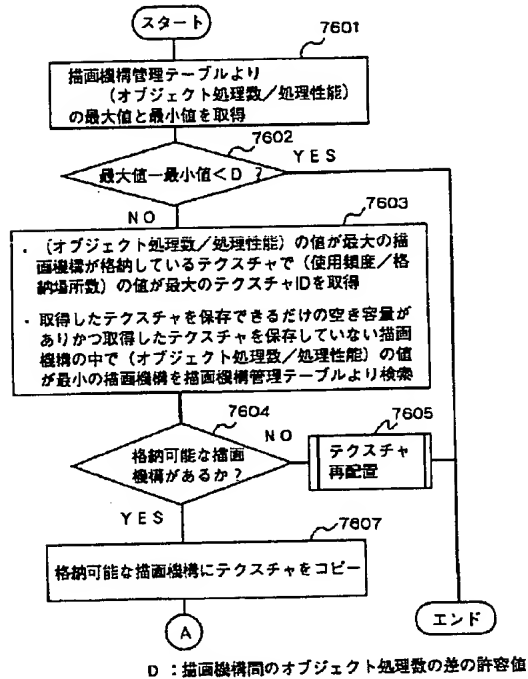 スタート
7601
描画機構管理テーブルより
(オブジェクト処理数/処理性能)
の最大値と最小値を取得
7602
最大値ー最小値<D ?
YES
NO
7603
・(オブジェクト処理数/処理性能)の値が最大の描
画機構が格納しているテクスチャで(使用頻度/格
納場所数)の値が最大のテクスチャIDを取得
・取得したテクスチャを保存できるだけの空き容量が
ありかつ取得したテクスチャを保存していない描画
機構の中で(オブジェクト処理数/処理性能)の値
が最小の描画機構を描画機構管理テーブルより検索
7604
格納可能な描画
機構があるか?
NO
7605
テクスチャ
再配置
YES
7607
格納可能な描画機構にテクスチャをコピー
A
エンド
D :描画機構間のオブジェクト処理数の差の許容値